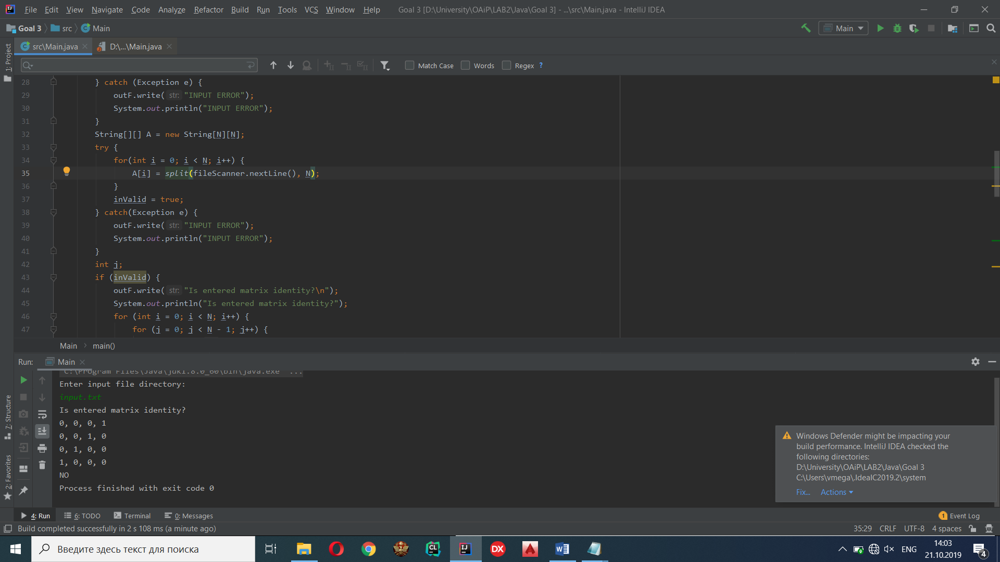 File Edit View Navigate Code Analyze Refactor Build Run Tools VCS Window Help Goal 3 [D:\University\OAiP\LAB2\Java\Goal 3] - ...\src\Main.java - IntelliJ IDEA
Goal 3 src Main Main
src\Main.java D:\...\Main.java
Match Case Words Regex ?
1: Project
28 } catch (Exception e) {
29 outF.write( str: "INPUT ERROR");
30 System.out.println("INPUT ERROR");
31 }
32 String[][] A = new String[N][N];
33 try {
34 for(int i = 0; i < N; i++) {
35 A[i] = split(fileScanner.nextLine(), N);
36 }
37 inValid = true;
38 } catch(Exception e) {
39 outF.write( str: "INPUT ERROR");
40 System.out.println("INPUT ERROR");
41 }
42 int j;
43 if (inValid) {
44 outF.write( str: "Is entered matrix identity?\n");
45 System.out.println("Is entered matrix identity?");
46 for (int i = 0; i < N; i++) {
47 for (j = 0; j < N - 1; j++) {
Main main()
Run: Main
"C:\Program Files\Java\jdk1.8.0_60\bin\java.exe" ...
Enter input file directory:
input.txt
Is entered matrix identity?
0, 0, 0, 1
0, 0, 1, 0
0, 1, 0, 0
1, 0, 0, 0
NO
Process finished with exit code 0
7: Structure
2: Favorites
Windows Defender might be impacting your
build performance. IntelliJ IDEA checked the
following directories:
D:\University\OAiP\LAB2\Java\Goal 3
C:\Users\vmega\.IdeaIC2019.2\system
Fix... Actions
4: Run 6: TODO Terminal 0: Messages 1 Event Log
Build completed successfully in 2 s 108 ms (a minute ago) 35:29 CRLF UTF-8 4 spaces
Введите здесь текст для поиска CL IJ DX ENG 14:03
21.10.2019 4